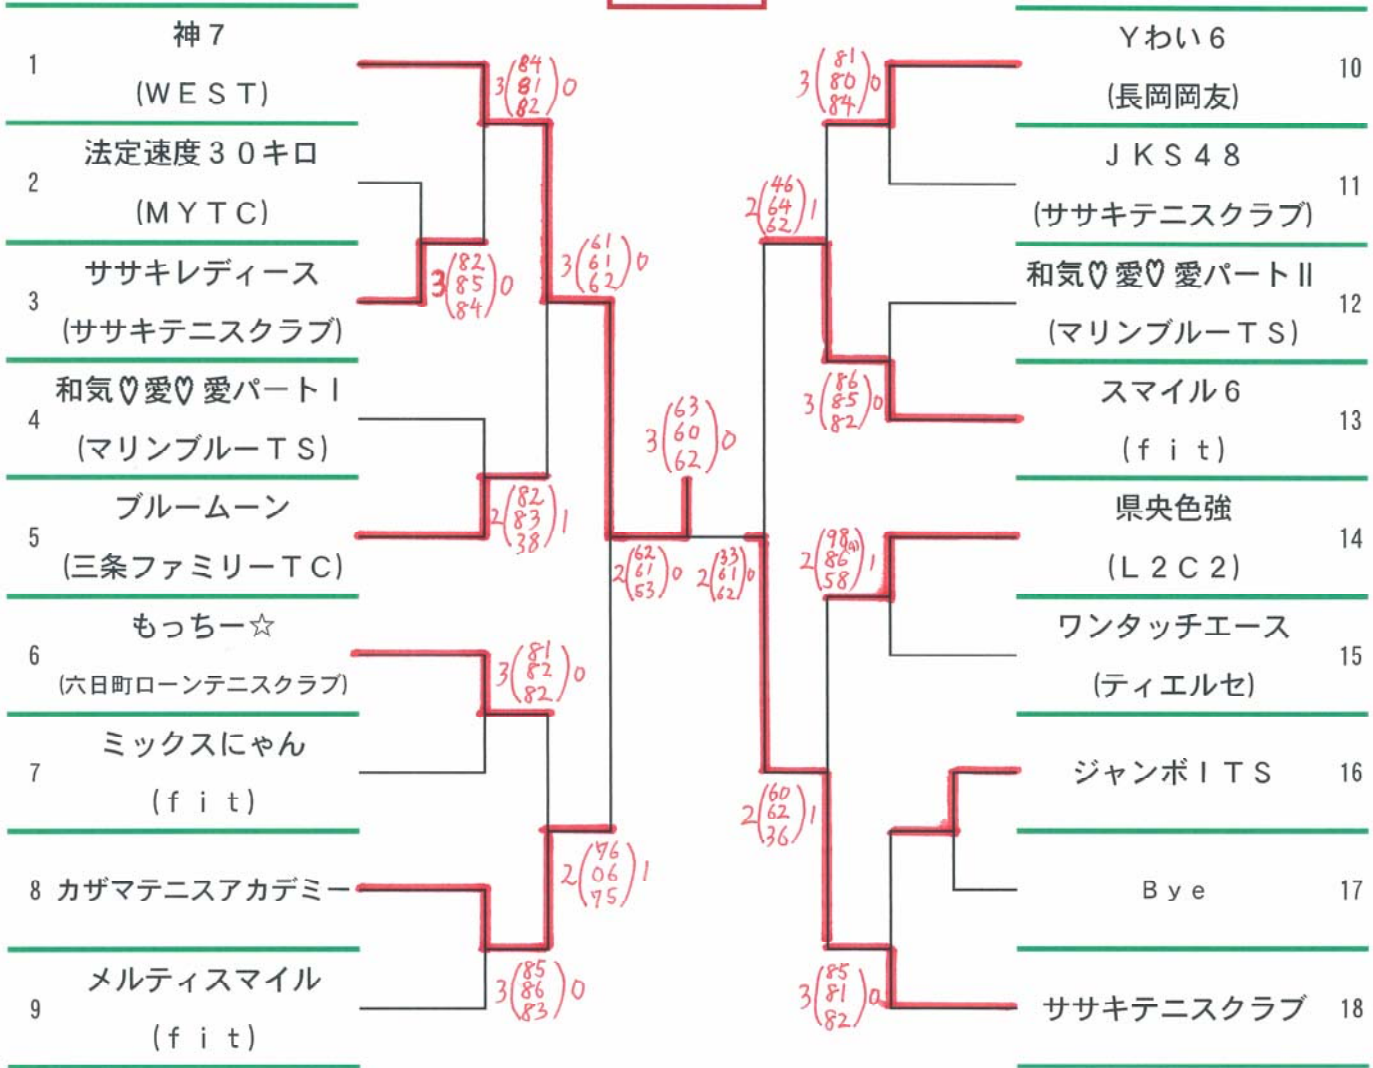 1
神７
(ＷＥＳＴ)
2
法定速度３０キロ
(ＭＹＴＣ)
3
ササキレディース
(ササキテニスクラブ)
4
和気♡愛♡愛パートⅠ
(マリンブルーＴＳ)
5
ブルームーン
(三条ファミリーＴＣ)
6
もっちー☆
(六日町ローンテニスクラブ)
7
ミックスにゃん
(ｆｉｔ)
8
カザマテニスアカデミー
9
メルティスマイル
(ｆｉｔ)
3(84
81
82)0
3(82
85
84)0
3(61
61
62)0
2(82
83
38)1
3(81
82
82)0
2(76
06
75)1
3(85
86
83)0
2(62
61
53)0
3(63
60
62)0
2(33
61
62)0
3(81
80
84)0
2(46
64
62)1
3(86
85
82)0
2(98(4)
86
58)1
2(60
62
36)1
3(85
81
82)0
Ｙわい６
(長岡岡友)
10
ＪＫＳ４８
(ササキテニスクラブ)
11
和気♡愛♡愛パートⅡ
(マリンブルーＴＳ)
12
スマイル６
(ｆｉｔ)
13
県央色強
(Ｌ２Ｃ２)
14
ワンタッチエース
(ティエルセ)
15
ジャンボＩＴＳ
16
Ｂｙｅ
17
ササキテニスクラブ
18